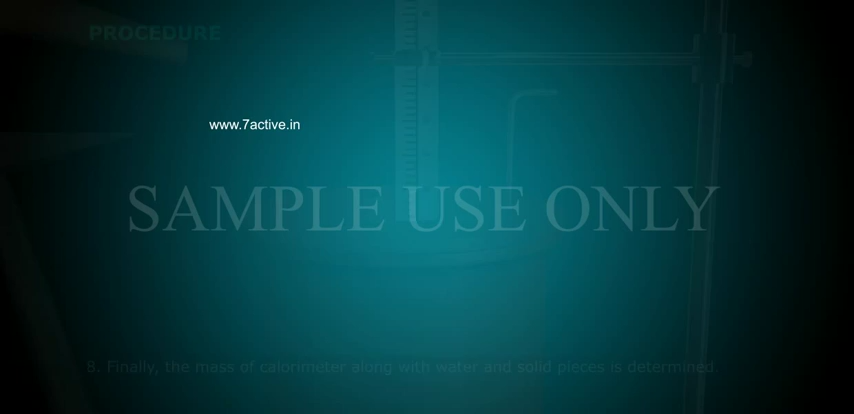 PROCEDURE
www.7active.in
SAMPLE USE ONLY
8. Finally, the mass of calorimeter along with water and solid pieces is determined.